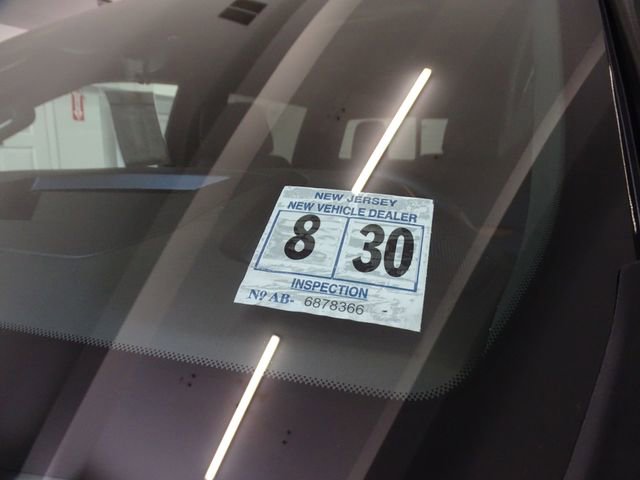 NEW JERSEY
NEW VEHICLE DEALER
8 30
INSPECTION
Nº AB- 6878366